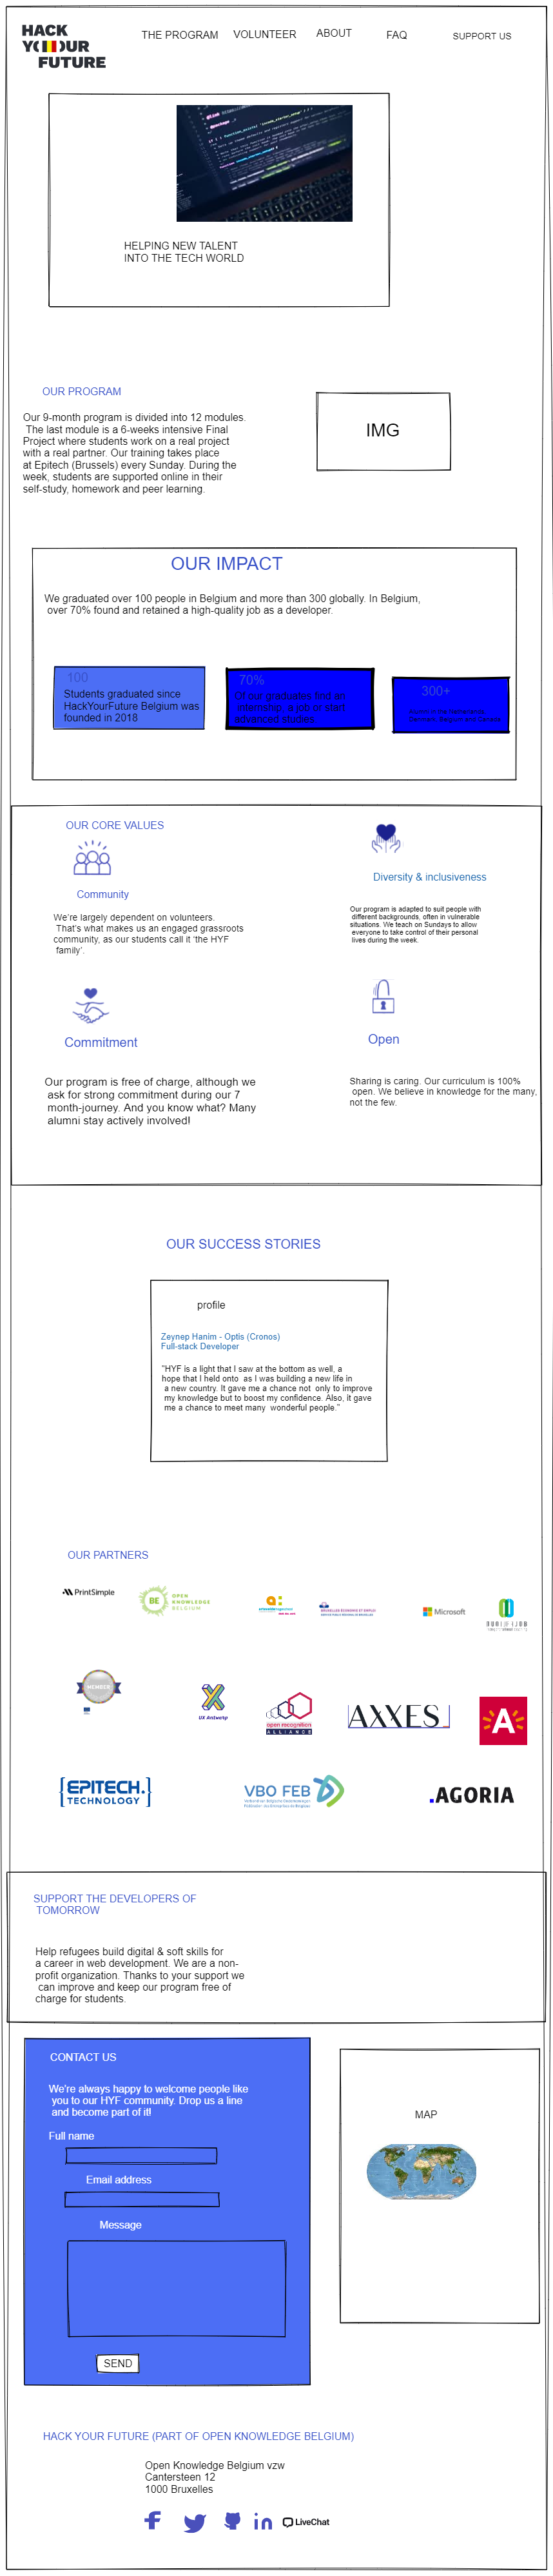 HACK
YOUR
FUTURE
THE PROGRAM
VOLUNTEER
ABOUT
FAQ
SUPPORT US
HELPING NEW TALENT
INTO THE TECH WORLD
OUR PROGRAM
Our 9-month program is divided into 12 modules.
The last module is a 6-weeks intensive Final
Project where students work on a real project
with a real partner. Our training takes place
at Epitech (Brussels) every Sunday. During the
week, students are supported online in their
self-study, homework and peer learning.
IMG
OUR IMPACT
We graduated over 100 people in Belgium and more than 300 globally. In Belgium,
over 70% found and retained a high-quality job as a developer.
100
Students graduated since
HackYourFuture Belgium was
founded in 2018
70%
Of our graduates find an
internship, a job or start
advanced studies.
300+
Denmark, Belgium and Canada
OUR CORE VALUES
Community
We're largely dependent on volunteers.
That's what makes us an engaged grassroots
community, as our students call it 'the HYF
family'.
Diversity & inclusiveness
Our program is adapted to suit people with
different backgrounds, often in vulnerable
situations. We teach on Sundays to allow
everyone to take control of their personal
lives during the week.
Commitment
Our program is free of charge, although we
ask for strong commitment during our 7
month-journey. And you know what? Many
alumni stay actively involved!
Open
Sharing is caring. Our curriculum is 100%
open. We believe in knowledge for the many,
not the few.
OUR SUCCESS STORIES
profile
Zeynep Hanim - Optis (Cronos)
Full-stack Developer
"HYF is a light that I saw at the bottom as well, a
hope that I held onto as I was building a new life in
a new country. It gave me a chance not only to improve
my knowledge but to boost my confidence. Also, it gave
me a chance to meet many wonderful people."
OUR PARTNERS
PrintSimple
BE OPEN KNOWLEDGE BELGIUM
Microsoft
MEMBER
UX Antwerp
open recognition
ALLIANCE
AXXES
A
{EPITECH.}
TECHNOLOGY
VBO FEB
.AGORIA
SUPPORT THE DEVELOPERS OF
TOMORROW
Help refugees build digital & soft skills for
a career in web development. We are a non-
profit organization. Thanks to your support we
can improve and keep our program free of
charge for students.
CONTACT US
We're always happy to welcome people like
you to our HYF community. Drop us a line
and become part of it!
Full name
Email address
Message
SEND
MAP
HACK YOUR FUTURE (PART OF OPEN KNOWLEDGE BELGIUM)
Open Knowledge Belgium vzw
Cantersteen 12
1000 Bruxelles
LiveChat